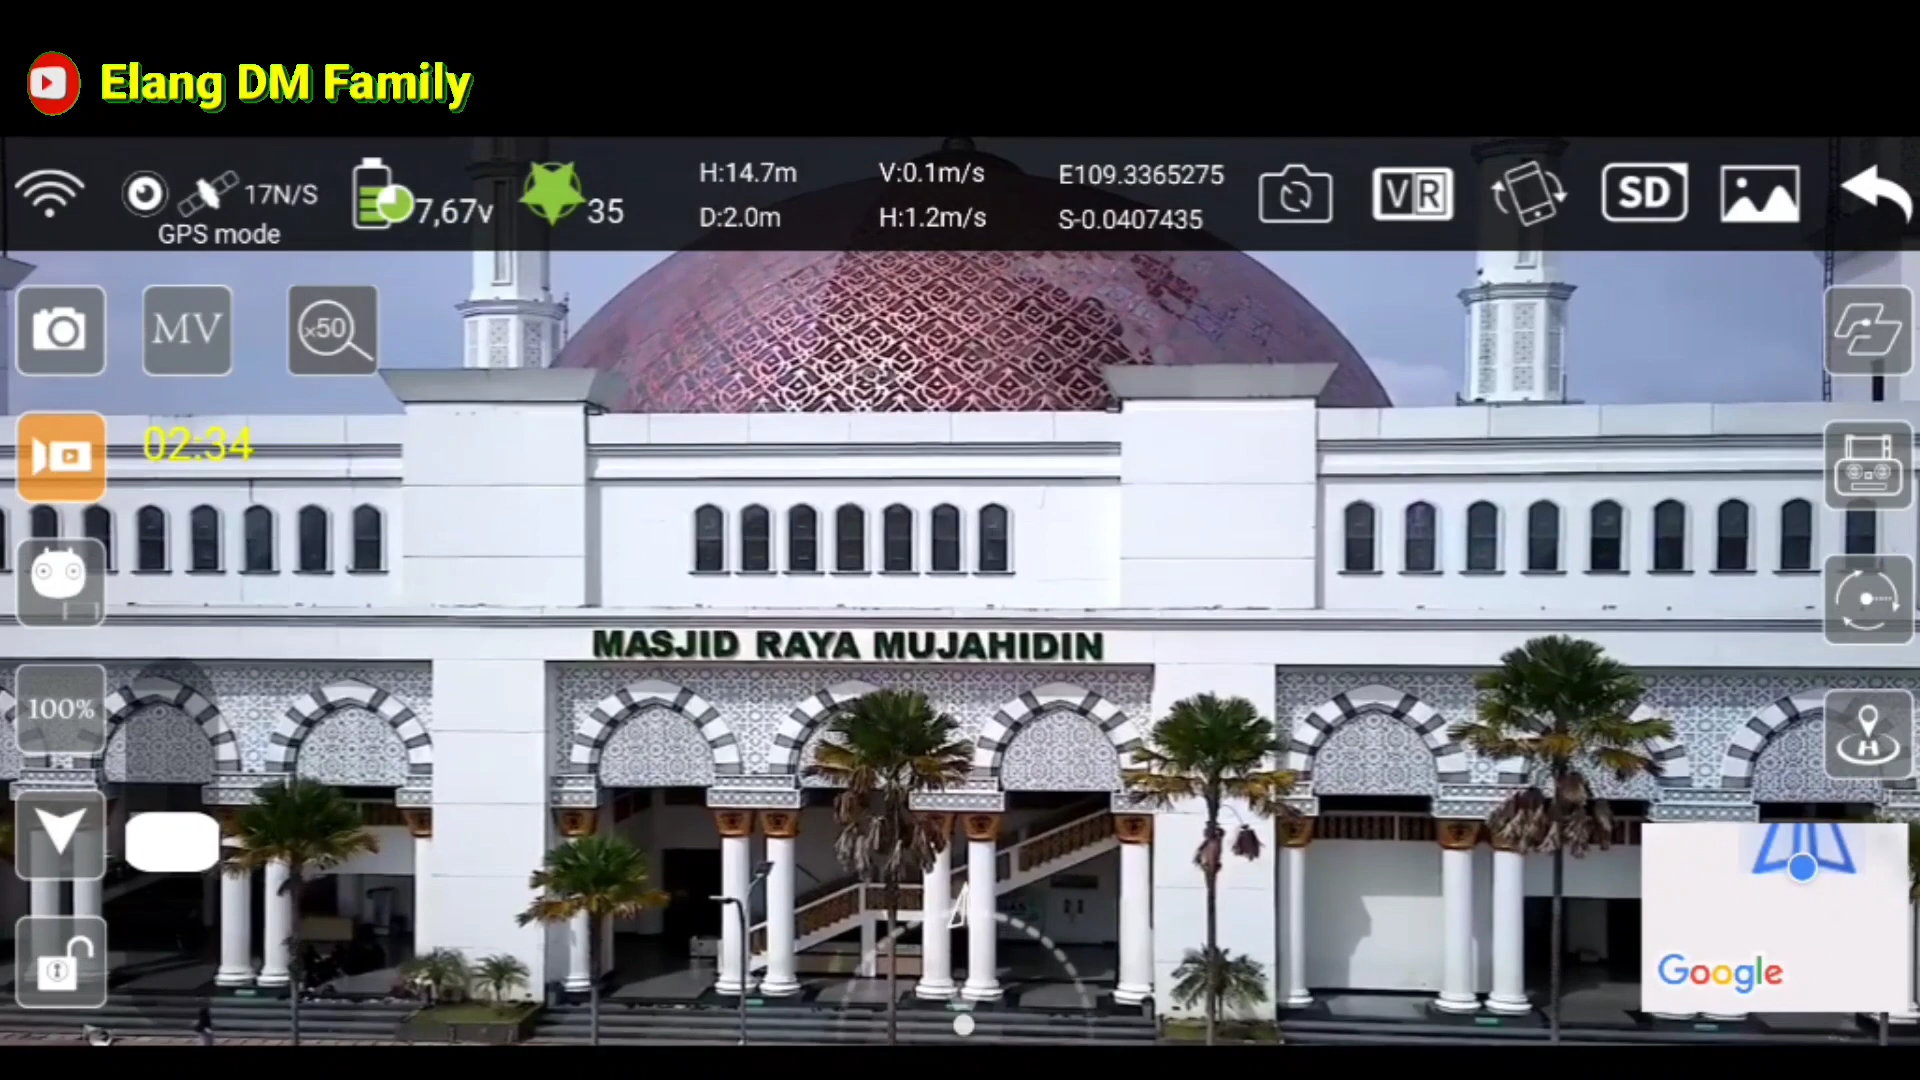 Elang DM Family
17N/S
GPS mode
7,67v
35
H:14.7m
D:2.0m
V:0.1m/s
H:1.2m/s
E109.3365275
S-0.0407435
VR
SD
MV
x50
02:34
100%
H
MASJID RAYA MUJAHIDIN
Google